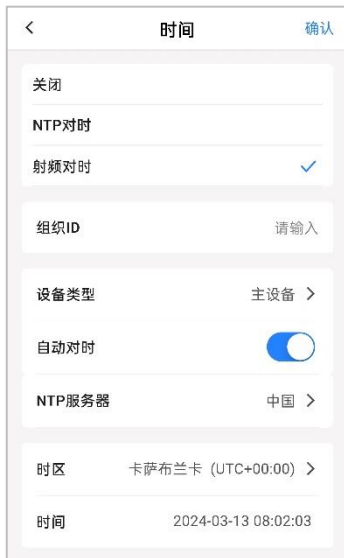 时间 确认
关闭
NTP对时
射频对时
组织ID 请输入
设备类型 主设备
自动对时
NTP服务器 中国
时区 卡萨布兰卡 (UTC+00:00)
时间 2024-03-13 08:02:03